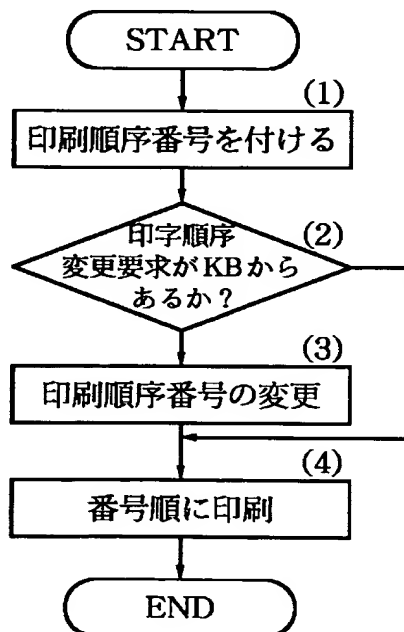 START
(1)
印刷順序番号を付ける
印字順序
(2)
変更要求がKBから
あるか？
(3)
印刷順序番号の変更
(4)
番号順に印刷
END